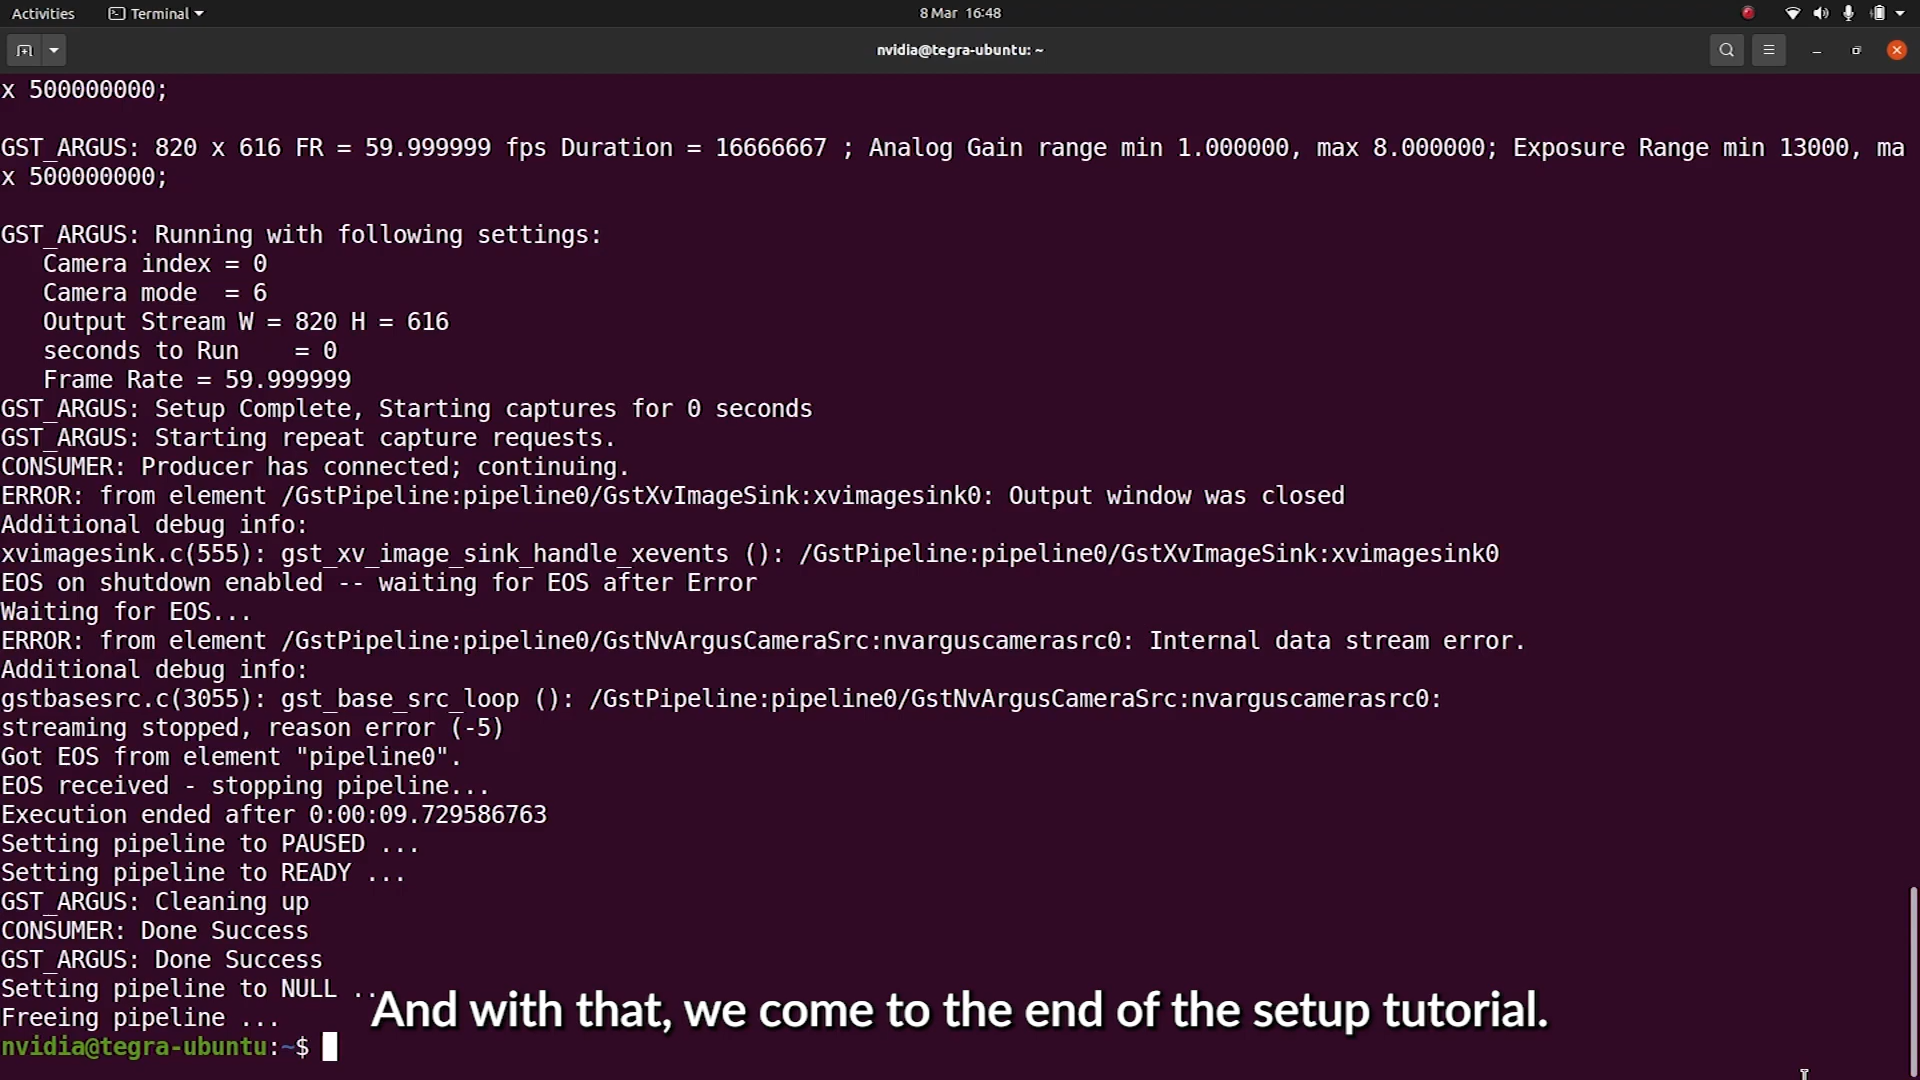 Activities Terminal 8 Mar 16:48
nvidia@tegra-ubuntu: ~
x 500000000;
GST_ARGUS: 820 x 616 FR = 59.999999 fps Duration = 16666667 ; Analog Gain range min 1.000000, max 8.000000; Exposure Range min 13000, ma
x 500000000;
GST_ARGUS: Running with following settings:
Camera index = 0
Camera mode  = 6
Output Stream W = 820 H = 616
seconds to Run    = 0
Frame Rate = 59.999999
GST_ARGUS: Setup Complete, Starting captures for 0 seconds
GST_ARGUS: Starting repeat capture requests.
CONSUMER: Producer has connected; continuing.
ERROR: from element /GstPipeline:pipeline0/GstXvImageSink:xvimagesink0: Output window was closed
Additional debug info:
xvimagesink.c(555): gst_xv_image_sink_handle_xevents (): /GstPipeline:pipeline0/GstXvImageSink:xvimagesink0
EOS on shutdown enabled -- waiting for EOS after Error
Waiting for EOS...
ERROR: from element /GstPipeline:pipeline0/GstNvArgusCameraSrc:nvarguscamerasrc0: Internal data stream error.
Additional debug info:
gstbasesrc.c(3055): gst_base_src_loop (): /GstPipeline:pipeline0/GstNvArgusCameraSrc:nvarguscamerasrc0:
streaming stopped, reason error (-5)
Got EOS from element "pipeline0".
EOS received - stopping pipeline...
Execution ended after 0:00:09.729586763
Setting pipeline to PAUSED ...
Setting pipeline to READY ...
GST_ARGUS: Cleaning up
CONSUMER: Done Success
GST_ARGUS: Done Success
Setting pipeline to NULL ..
And with that, we come to the end of the setup tutorial.
Freeing pipeline ...
nvidia@tegra-ubuntu:~$